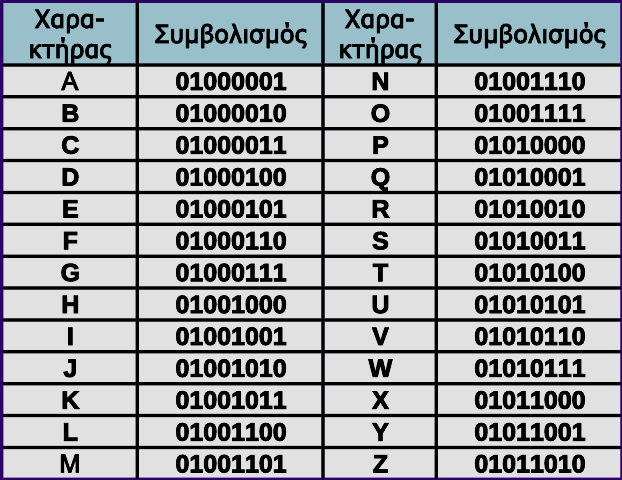 Χαρα-
κτήρας Συμβολισμός Χαρα-
κτήρας Συμβολισμός
A 01000001 N 01001110
B 01000010 O 01001111
C 01000011 P 01010000
D 01000100 Q 01010001
E 01000101 R 01010010
F 01000110 S 01010011
G 01000111 T 01010100
H 01001000 U 01010101
I 01001001 V 01010110
J 01001010 W 01010111
K 01001011 X 01011000
L 01001100 Y 01011001
M 01001101 Z 01011010